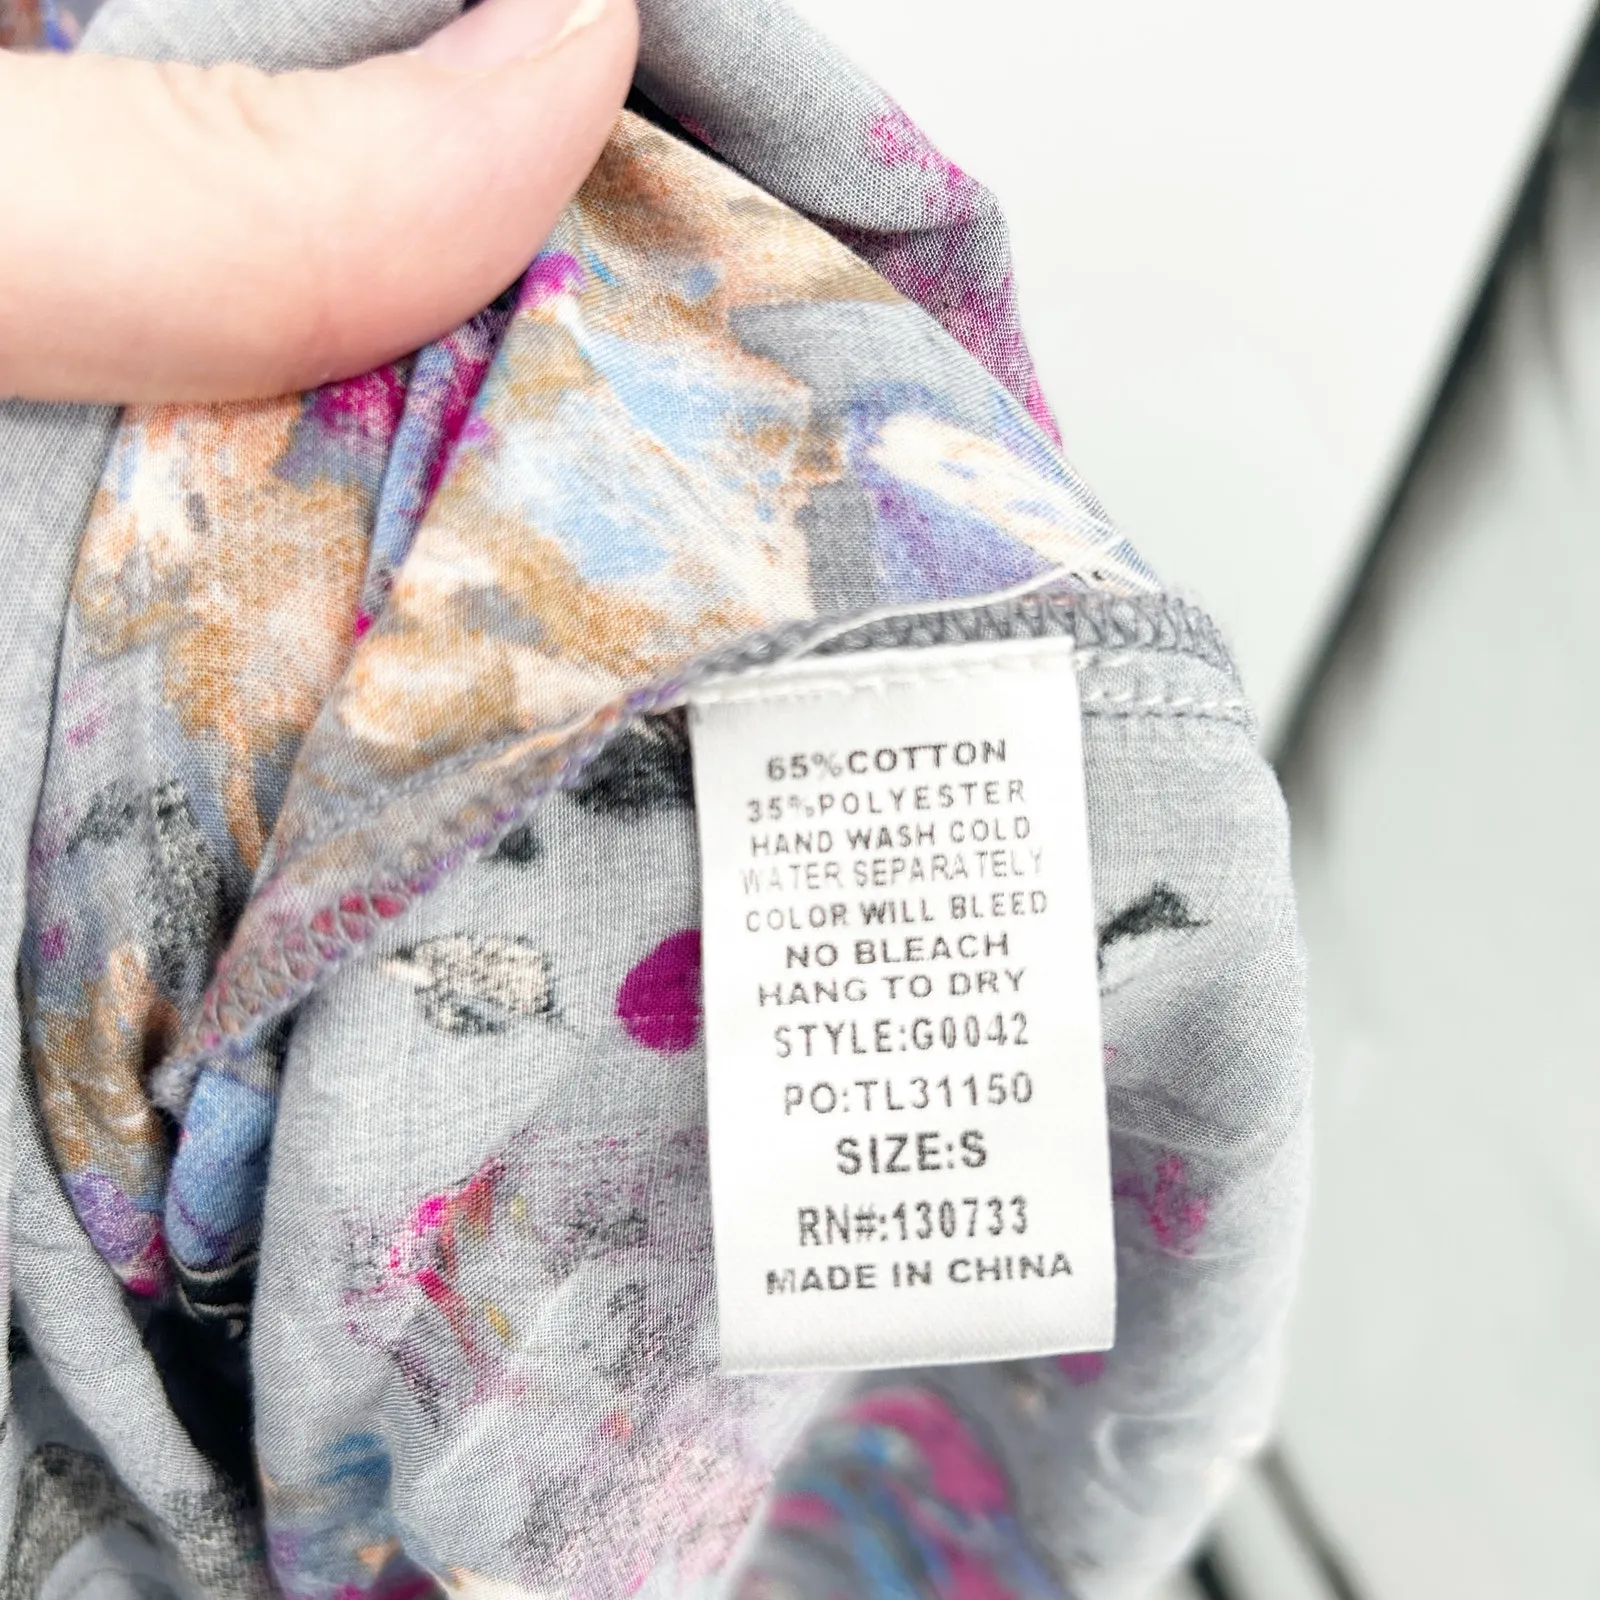 65%COTTON
35%POLYESTER
HAND WASH COLD
WATER SEPARATELY
COLOR WILL BLEED
NO BLEACH
HANG TO DRY
STYLE:G0042
PO:TL31150
SIZE:S
RN#:130733
MADE IN CHINA